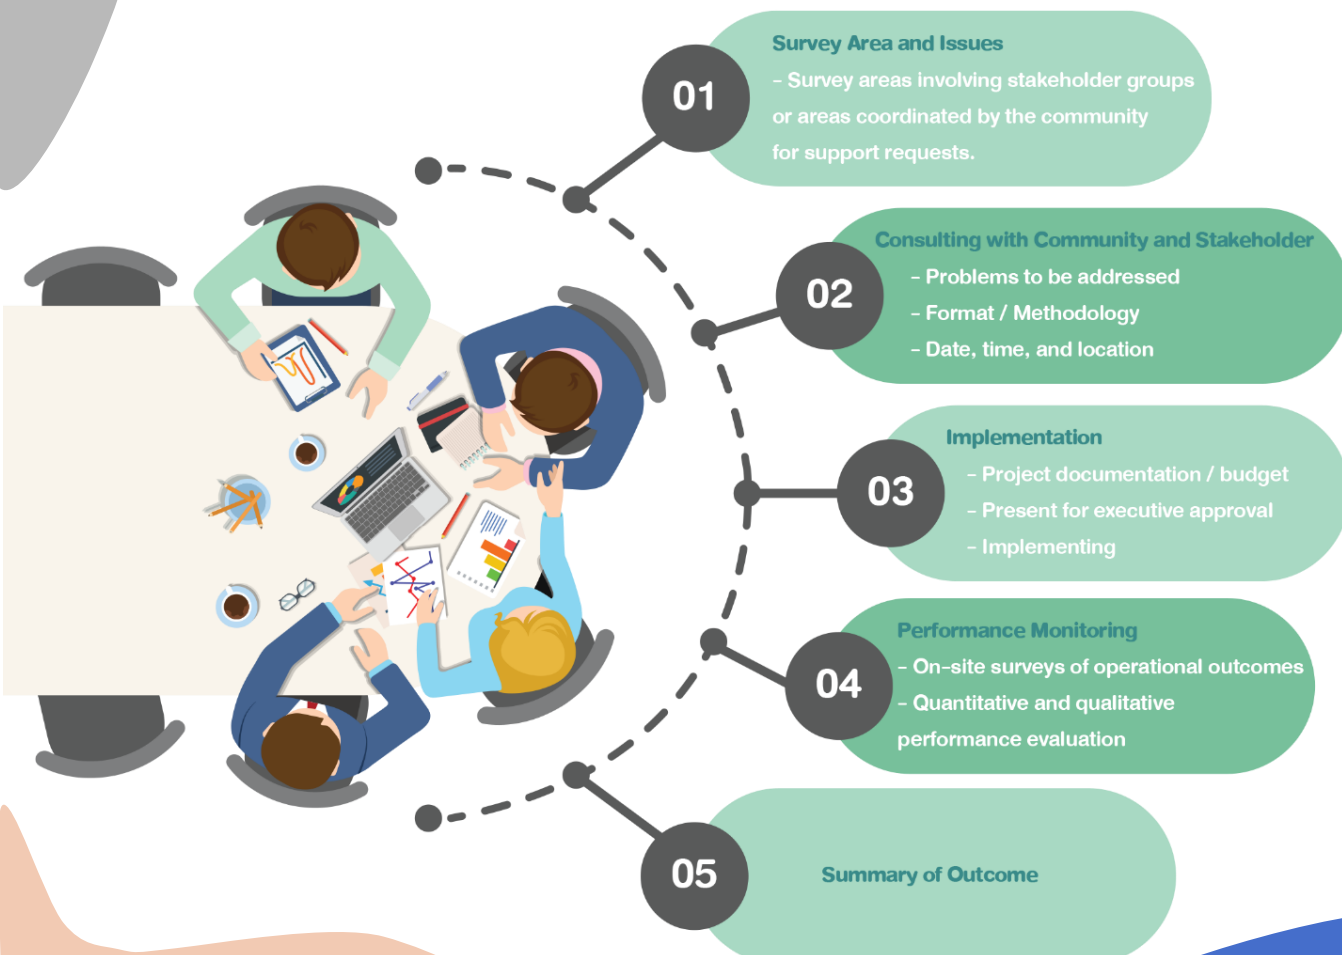 01
Survey Area and Issues
- Survey areas involving stakeholder groups
or areas coordinated by the community
for support requests.
02
Consulting with Community and Stakeholder
- Problems to be addressed
- Format / Methodology
- Date, time, and location
03
Implementation
- Project documentation / budget
- Present for executive approval
- Implementing
04
Performance Monitoring
- On-site surveys of operational outcomes
- Quantitative and qualitative
performance evaluation
05
Summary of Outcome